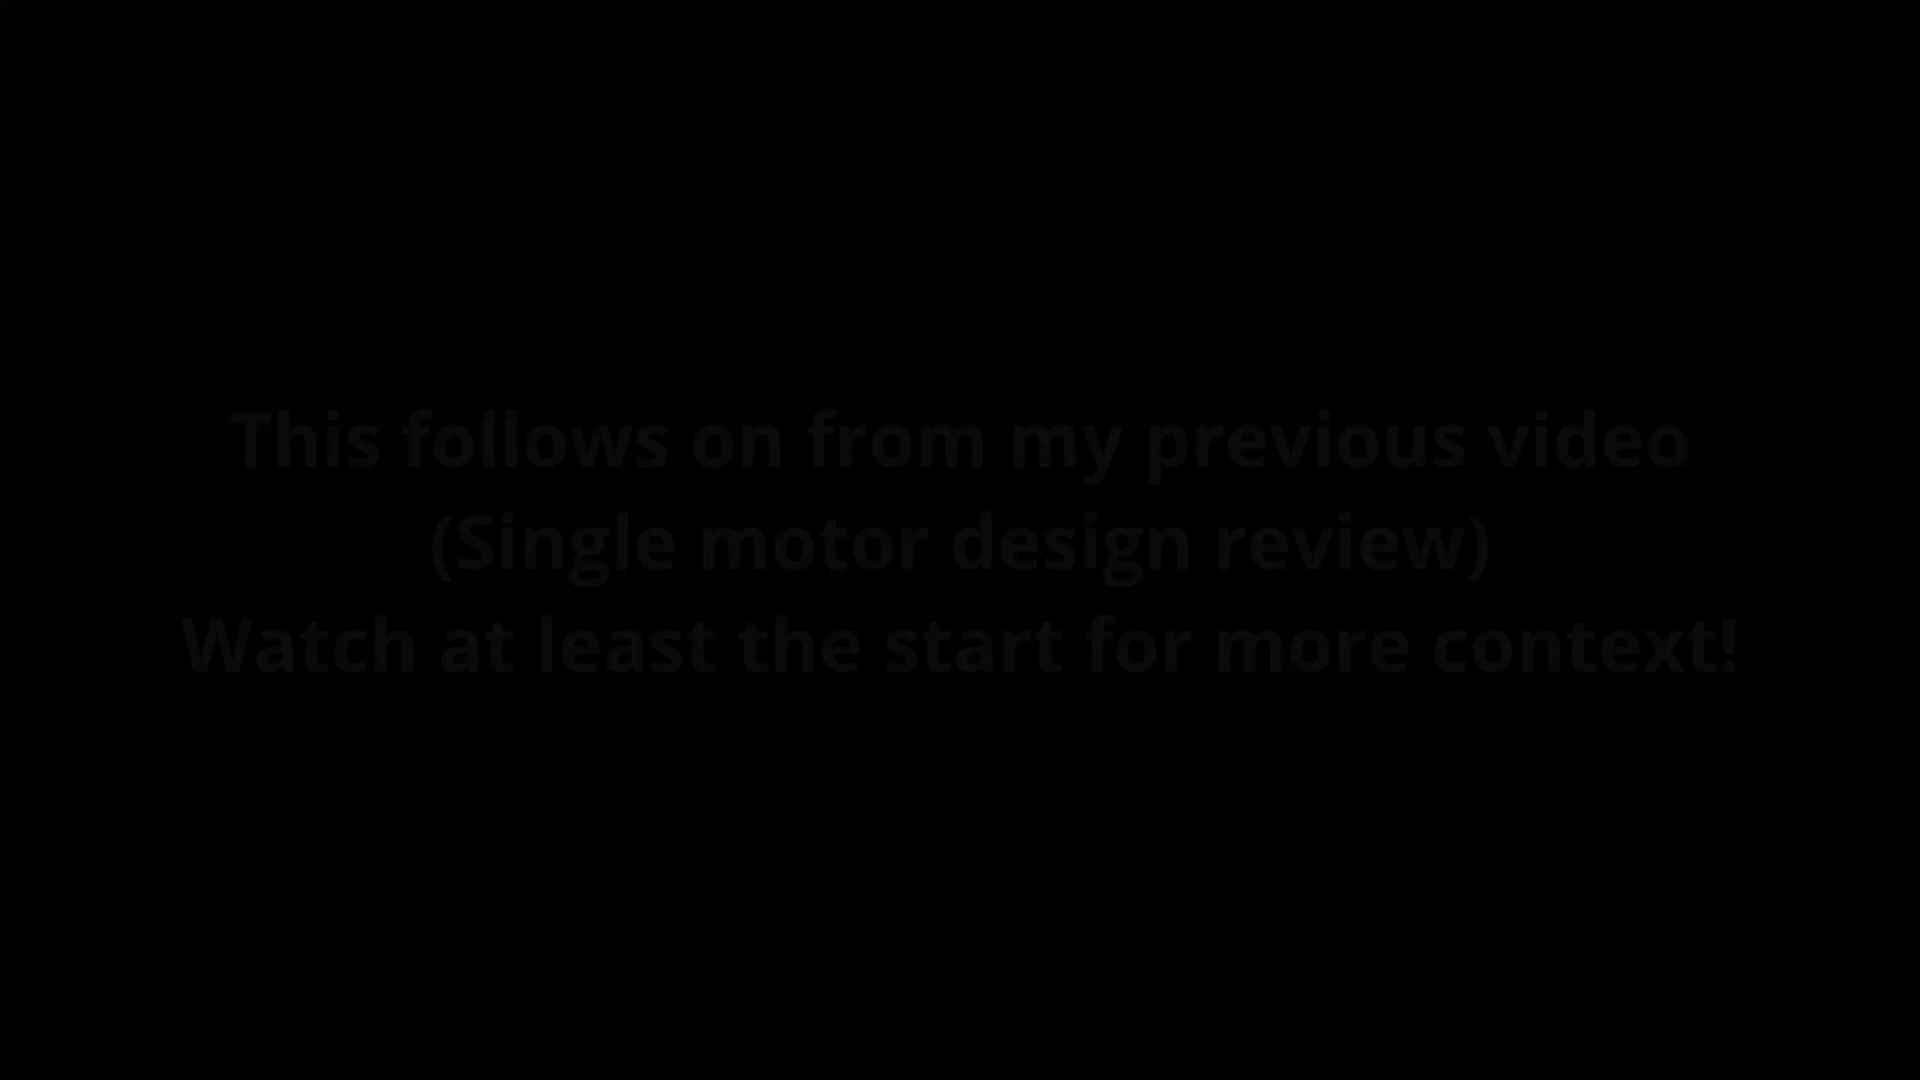 This follows on from my previous video
(Single motor design review)
Watch at least the start for more context!